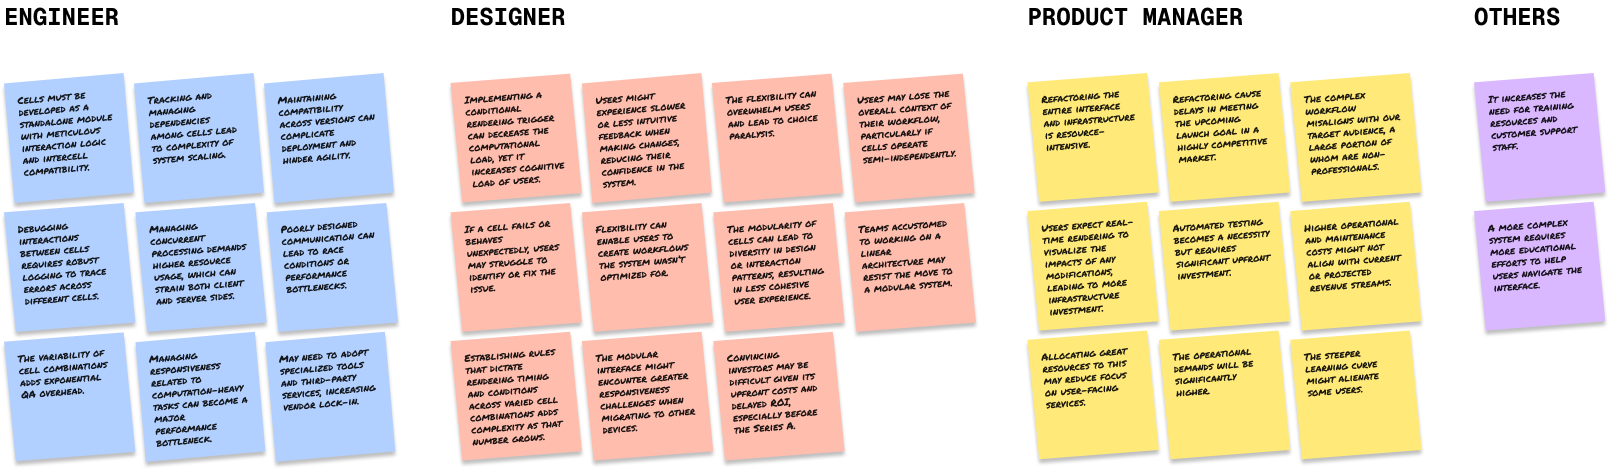 ENGINEER
CELLS MUST BE
DEVELOPED AS A
STANDALONE MODULE
WITH METICULOUS
INTERACTION LOGIC
AND INTERCELL
COMPATIBILITY.
TRACKING AND
MANAGING
DEPENDENCIES
AMONG CELLS LEAD
TO COMPLEXITY OF
SYSTEM SCALING.
MAINTAINING
COMPATIBILITY
ACROSS VERSIONS CAN
COMPLICATE
DEPLOYMENT AND
HINDER AGILITY.
DEBUGGING
INTERACTIONS
BETWEEN CELLS
REQUIRES ROBUST
LOGGING TO TRACE
ERRORS ACROSS
DIFFERENT CELLS.
MANAGING
CONCURRENT
PROCESSING DEMANDS
HIGHER RESOURCE
USAGE, WHICH CAN
STRAIN BOTH CLIENT
AND SERVER SIDES.
POORLY DESIGNED
COMMUNICATION CAN
LEAD TO RACE
CONDITIONS OR
PERFORMANCE
BOTTLENECKS.
THE VARIABILITY OF
CELL COMBINATIONS
ADDS EXPONENTIAL
QA OVERHEAD.
MANAGING
RESPONSIVENESS
RELATED TO
COMPUTATION-HEAVY
TASKS CAN BECOME A
MAJOR
PERFORMANCE
BOTTLENECK.
MAY NEED TO ADOPT
SPECIALIZED TOOLS
AND THIRD-PARTY
SERVICES, INCREASING
VENDOR LOCK-IN.
DESIGNER
IMPLEMENTING A
CONDITIONAL
RENDERING TRIGGER
CAN DECREASE THE
COMPUTATIONAL
LOAD, YET IT
INCREASES COGNITIVE
LOAD OF USERS.
USERS MIGHT
EXPERIENCE SLOWER
OR LESS INTUITIVE
FEEDBACK WHEN
MAKING CHANGES,
REDUCING THEIR
CONFIDENCE IN THE
SYSTEM.
THE FLEXIBILITY CAN
OVERWHELM USERS
AND LEAD TO CHOICE
PARALYSIS.
USERS MAY LOSE THE
OVERALL CONTEXT OF
THEIR WORKFLOW,
PARTICULARLY IF
CELLS OPERATE
SEMI-INDEPENDENTLY.
IF A CELL FAILS OR
BEHAVES
UNEXPECTEDLY, USERS
MAY STRUGGLE TO
IDENTIFY OR FIX THE
ISSUE.
FLEXIBILITY CAN
ENABLE USERS TO
CREATE WORKFLOWS
THE SYSTEM WASN'T
OPTIMIZED FOR.
THE MODULARITY OF
CELLS CAN LEAD TO
DIVERSITY IN DESIGN
OR INTERACTION
PATTERNS, RESULTING
IN LESS COHESIVE
USER EXPERIENCE.
TEAMS ACCUSTOMED
TO WORKING ON A
LINEAR
ARCHITECTURE MAY
RESIST THE MOVE TO
A MODULAR SYSTEM.
ESTABLISHING RULES
THAT DICTATE
RENDERING TIMING
AND CONDITIONS
ACROSS VARIED CELL
COMBINATIONS ADDS
COMPLEXITY AS THAT
NUMBER GROWS.
THE MODULAR
INTERFACE MIGHT
ENCOUNTER GREATER
RESPONSIVENESS
CHALLENGES WHEN
MIGRATING TO OTHER
DEVICES.
CONVINCING
INVESTORS MAY BE
DIFFICULT GIVEN ITS
UPFRONT COSTS AND
DELAYED ROI,
ESPECIALLY BEFORE
THE SERIES A.
PRODUCT MANAGER
REFACTORING THE
ENTIRE INTERFACE
AND INFRASTRUCTURE
IS RESOURCE-
INTENSIVE.
REFACTORING CAUSE
DELAYS IN MEETING
THE UPCOMING
LAUNCH GOAL IN A
HIGHLY COMPETITIVE
MARKET.
THE COMPLEX
WORKFLOW
MISALIGNS WITH OUR
TARGET AUDIENCE, A
LARGE PORTION OF
WHOM ARE NON-
PROFESSIONALS.
USERS EXPECT REAL-
TIME RENDERING TO
VISUALIZE THE
IMPACTS OF ANY
MODIFICATIONS,
LEADING TO MORE
INFRASTRUCTURE
INVESTMENT.
AUTOMATED TESTING
BECOMES A NECESSITY
BUT REQUIRES
SIGNIFICANT UPFRONT
INVESTMENT.
HIGHER OPERATIONAL
AND MAINTENANCE
COSTS MIGHT NOT
ALIGN WITH CURRENT
OR PROJECTED
REVENUE STREAMS.
ALLOCATING GREAT
RESOURCES TO THIS
MAY REDUCE FOCUS
ON USER-FACING
SERVICES.
THE OPERATIONAL
DEMANDS WILL BE
SIGNIFICANTLY
HIGHER.
THE STEEPER
LEARNING CURVE
MIGHT ALIENATE
SOME USERS.
OTHERS
IT INCREASES THE
NEED FOR TRAINING
RESOURCES AND
CUSTOMER SUPPORT
STAFF.
A MORE COMPLEX
SYSTEM REQUIRES
MORE EDUCATIONAL
EFFORTS TO HELP
USERS NAVIGATE THE
INTERFACE.